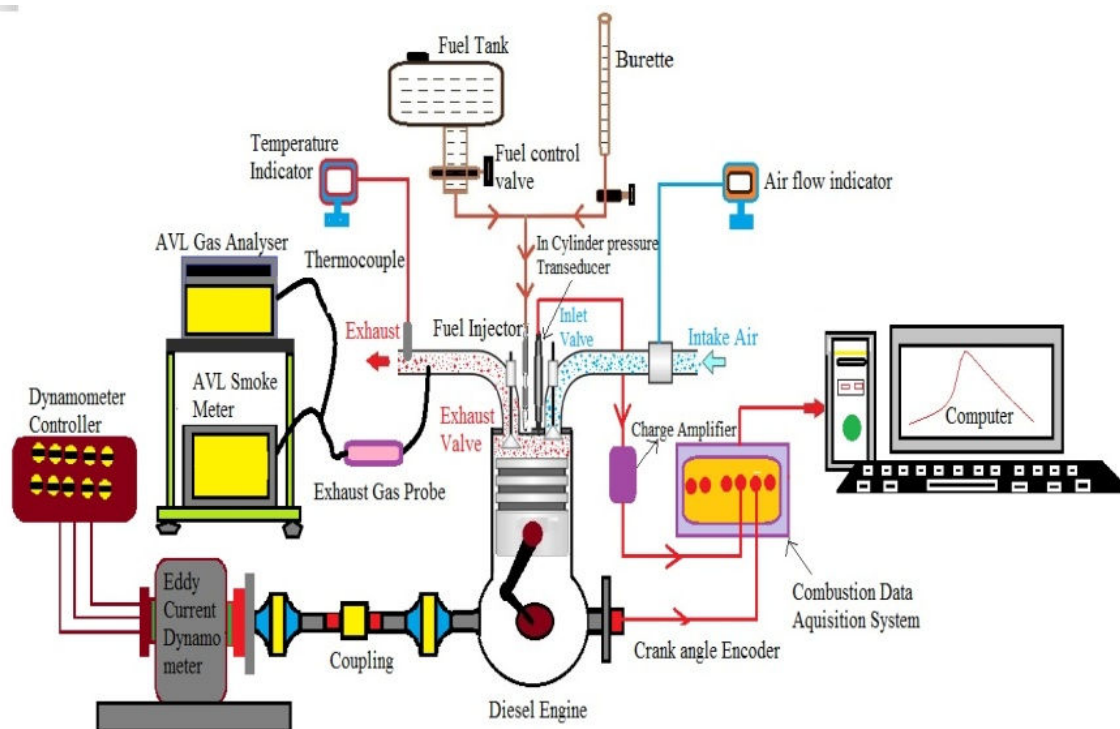 Fuel Tank
Burette
Temperature
Indicator
Fuel control
valve
Air flow indicator
AVL Gas Analyser
Thermocouple
In Cylinder pressure
Transeducer
Exhaust
Fuel Injector
Inlet
Valve
Intake Air
AVL Smoke
Meter
Dynamometer
Controller
Exhaust
Valve
Charge Amplifier
Computer
Exhaust Gas Probe
Eddy
Current
Dynamo
meter
Coupling
Crank angle Encoder
Combustion Data
Aquisition System
Diesel Engine